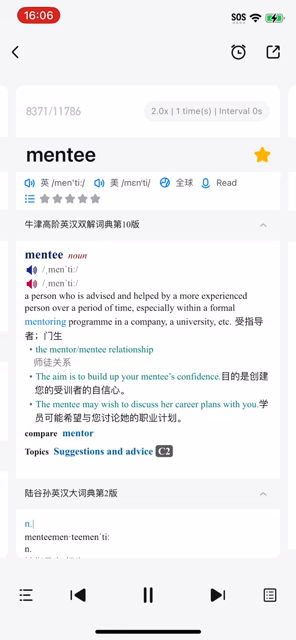 16:06
SOS
8371/11786
2.0x | 1 time(s) | Interval 0s
mentee
英 /men'ti:/ 美 /mɛn'ti/ 全球 Read
牛津高阶英汉双解词典第10版
mentee noun
/ˌmenˈtiː/
/ˌmenˈtiː/
a person who is advised and helped by a more experienced
person over a period of time, especially within a formal
mentoring programme in a company, a university, etc. 受指导
者；门生
• the mentor/mentee relationship
师徒关系
• The aim is to build up your mentee's confidence.目的是创建
您的受训者的自信心。
• The mentee may wish to discuss her career plans with you.学
员可能希望与您讨论她的职业计划。
compare mentor
Topics Suggestions and advice C2
陆谷孙英汉大词典第2版
n.|
menteemen·teemenˈtiː
n.